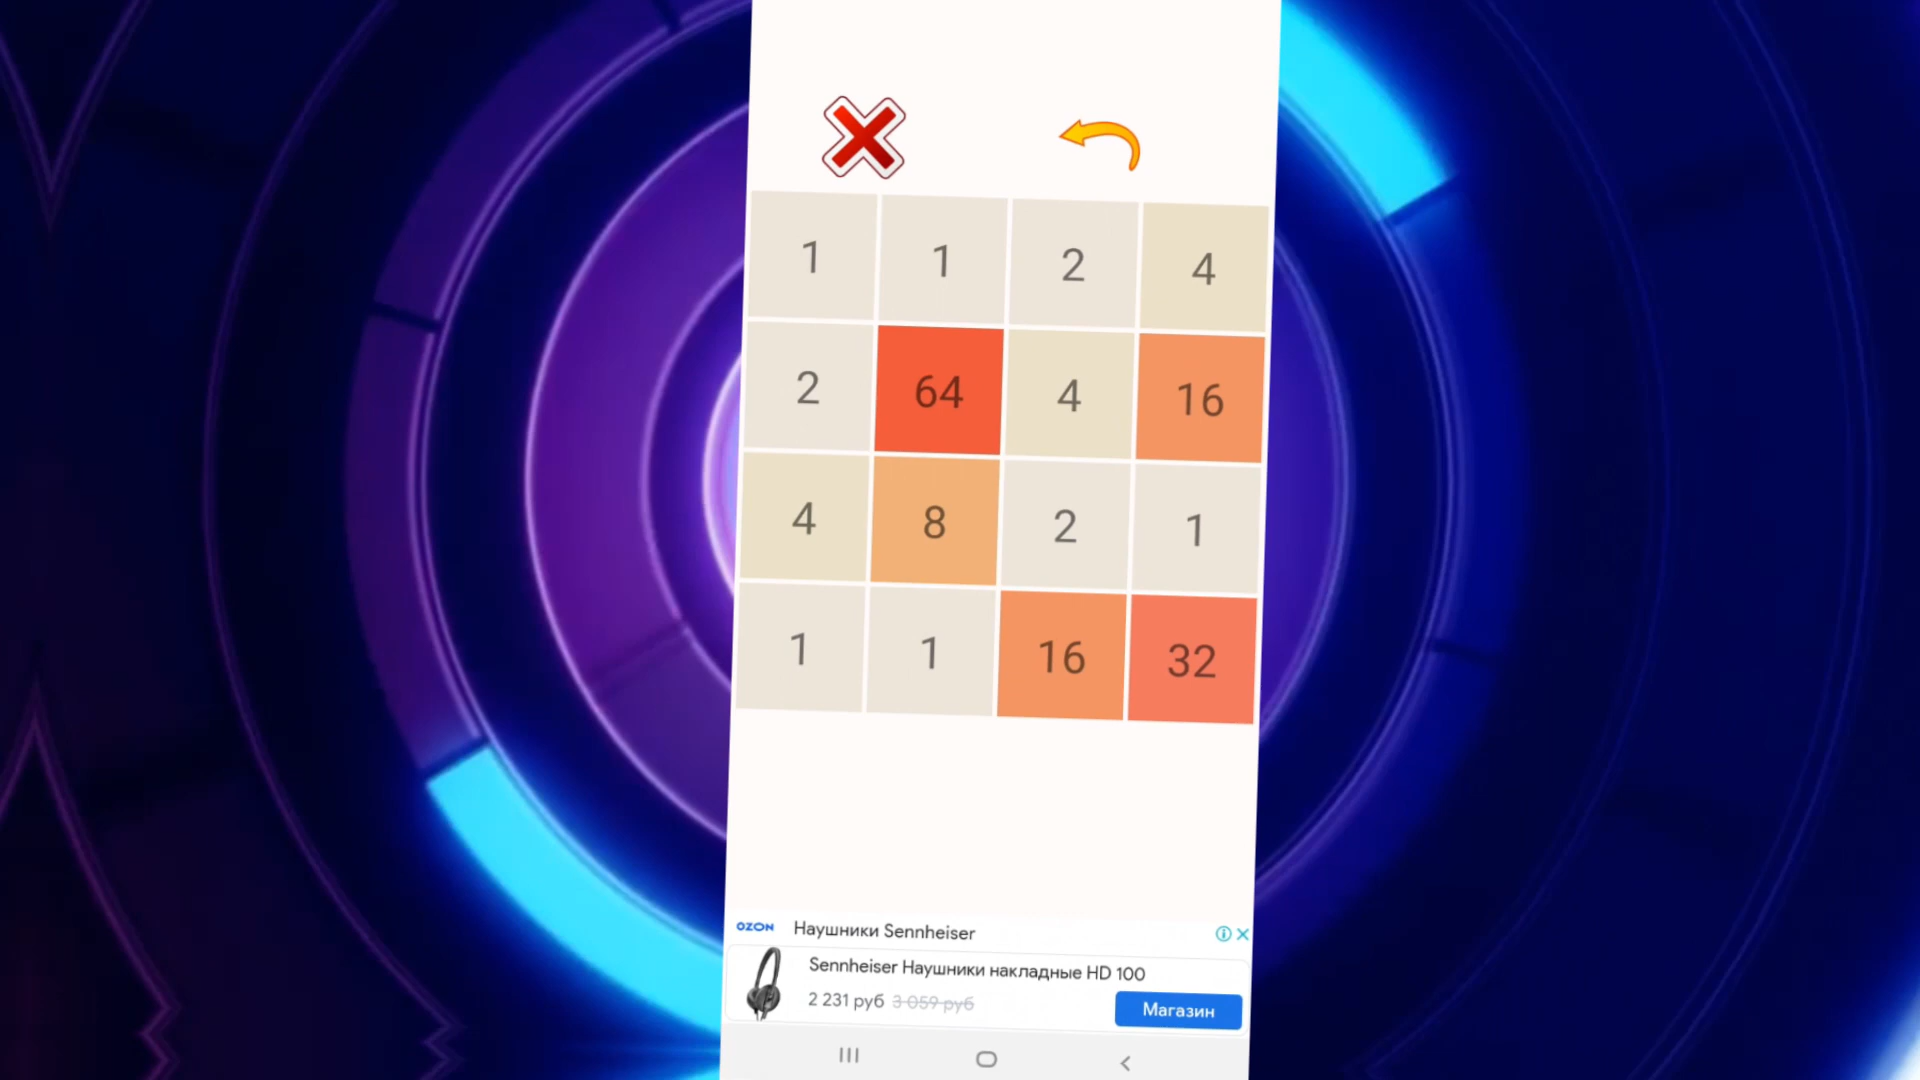 1 1 2 4
2 64 4 16
4 8 2 1
1 1 16 32
OZON Наушники Sennheiser
Sennheiser Наушники накладные HD 100
2 231 руб 3 059 руб
Магазин